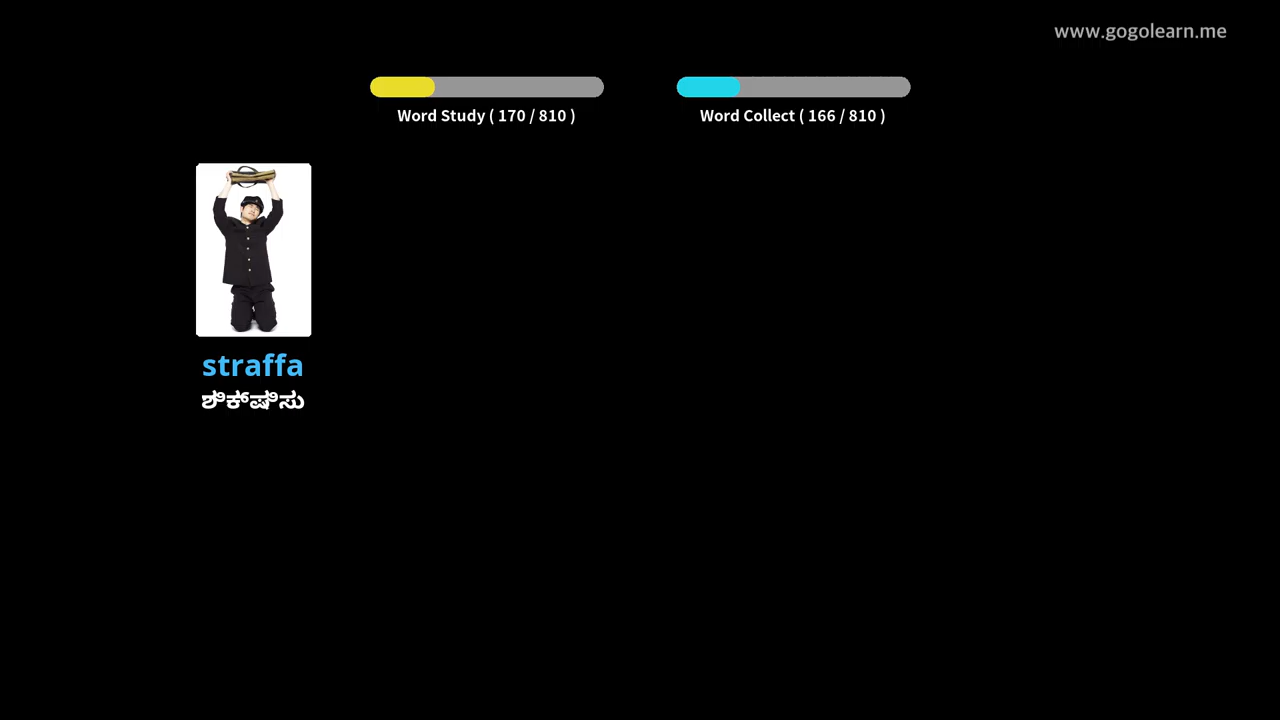 www.gogolearn.me
Word Study ( 170 / 810 )
Word Collect ( 166 / 810 )
straffa
ಶಿಕ್ಷಿಸು